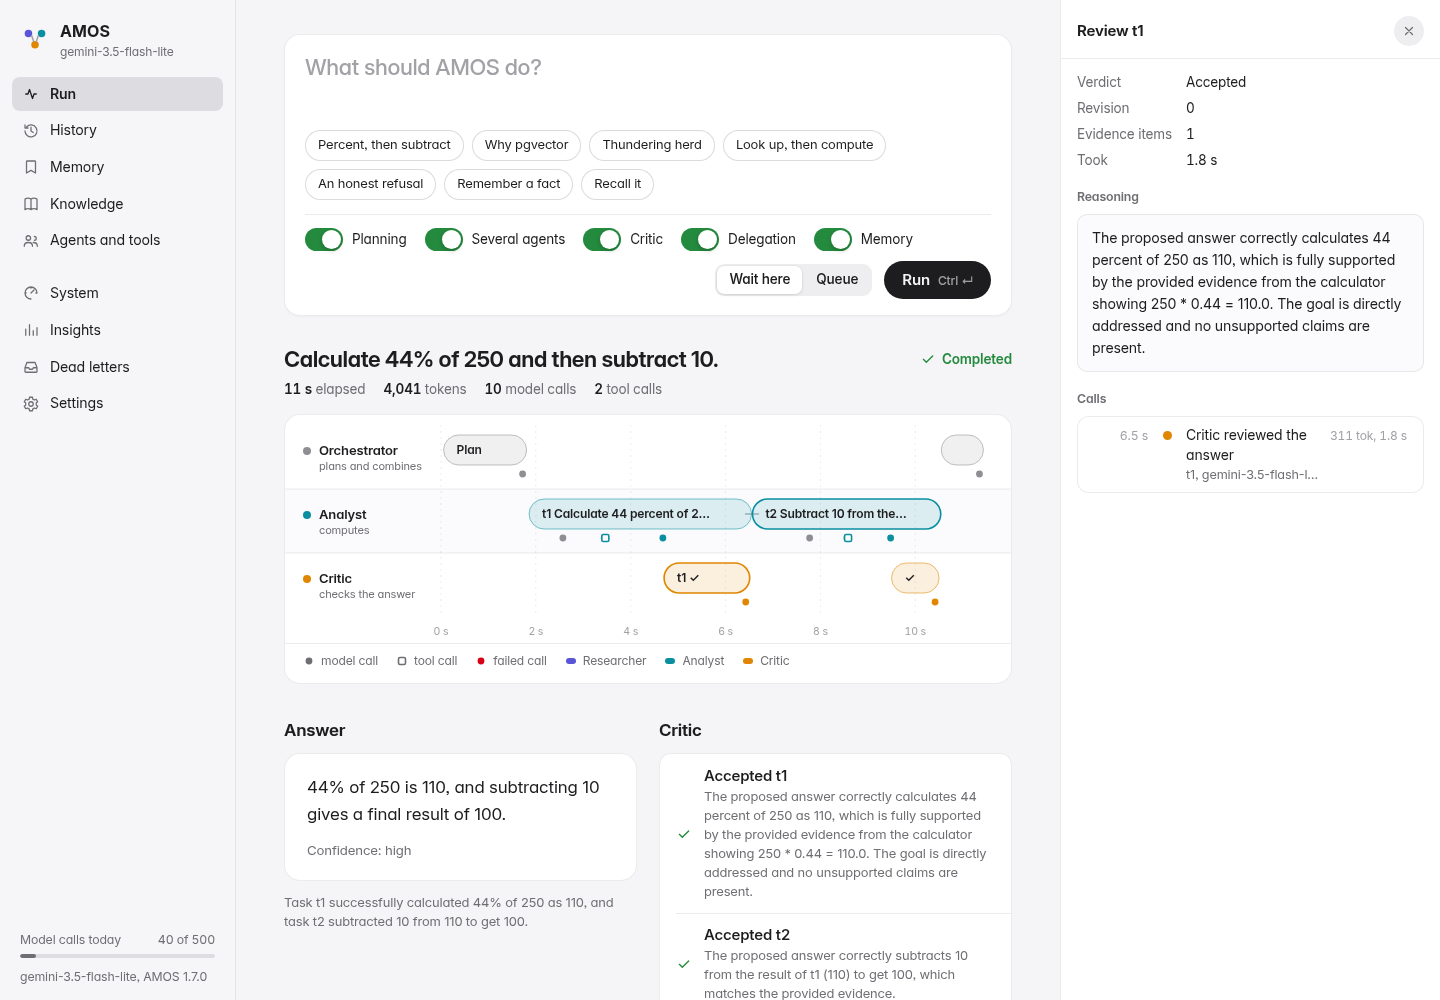 AMOS
gemini-3.5-flash-lite
Run
History
Memory
Knowledge
Agents and tools
System
Insights
Dead letters
Settings
Model calls today 40 of 500
gemini-3.5-flash-lite, AMOS 1.7.0
What should AMOS do?
Percent, then subtract Why pgvector Thundering herd Look up, then compute
An honest refusal Remember a fact Recall it
Planning Several agents Critic Delegation Memory
Wait here Queue Run Ctrl ↵
Calculate 44% of 250 and then subtract 10. Completed
11 s elapsed 4,041 tokens 10 model calls 2 tool calls
Orchestrator Plan
plans and combines
Analyst t1 Calculate 44 percent of 2... t2 Subtract 10 from the...
computes
Critic t1 ✓ ✓
checks the answer
0 s 2 s 4 s 6 s 8 s 10 s
model call tool call failed call Researcher Analyst Critic
Answer
44% of 250 is 110, and subtracting 10
gives a final result of 100.
Confidence: high
Task t1 successfully calculated 44% of 250 as 110, and
task t2 subtracted 10 from 110 to get 100.
Critic
Accepted t1
The proposed answer correctly calculates 44
percent of 250 as 110, which is fully supported
by the provided evidence from the calculator
showing 250 * 0.44 = 110.0. The goal is directly
addressed and no unsupported claims are
present.
Accepted t2
The proposed answer correctly subtracts 10
from the result of t1 (110) to get 100, which
matches the provided evidence.
Review t1
Verdict Accepted
Revision 0
Evidence items 1
Took 1.8 s
Reasoning
The proposed answer correctly calculates 44
percent of 250 as 110, which is fully supported
by the provided evidence from the calculator
showing 250 * 0.44 = 110.0. The goal is directly
addressed and no unsupported claims are
present.
Calls
6.5 s Critic reviewed the 311 tok, 1.8 s
answer
t1, gemini-3.5-flash-l...